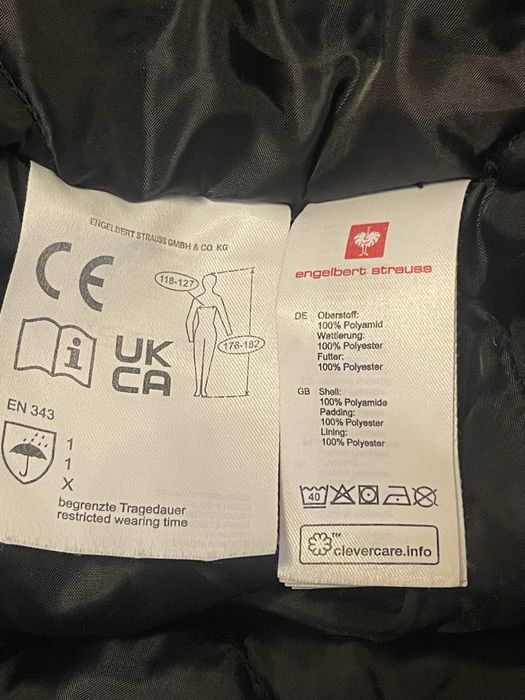 ENGELBERT STRAUSS GMBH & CO. KG
CE
118-127
176-182
i
UK
CA
EN 343
1
1
X
begrenzte Tragedauer
restricted wearing time
engelbert strauss
DE Oberstoff:
100% Polyamid
Wattierung:
100% Polyester
Futter:
100% Polyester
GB Shell:
100% Polyamide
Padding:
100% Polyester
Lining:
100% Polyester
40
™
clevercare.info